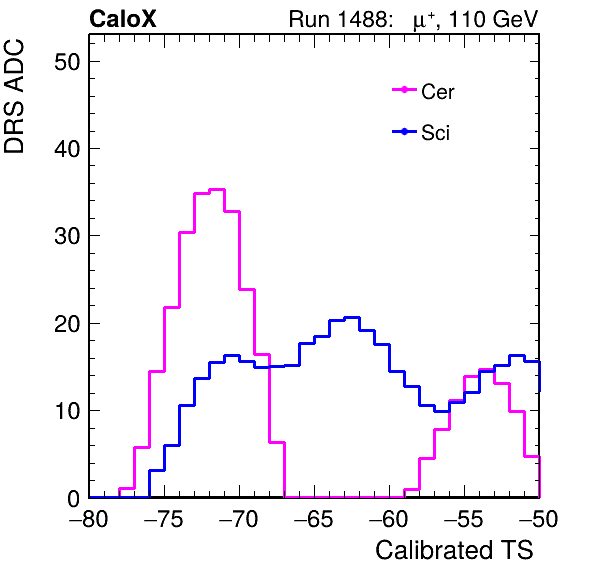 CaloX Run 1488: μ⁺, 110 GeV
DRS ADC
50
40
30
20
10
0
Cer
Sci
−80 −75 −70 −65 −60 −55 −50
Calibrated TS